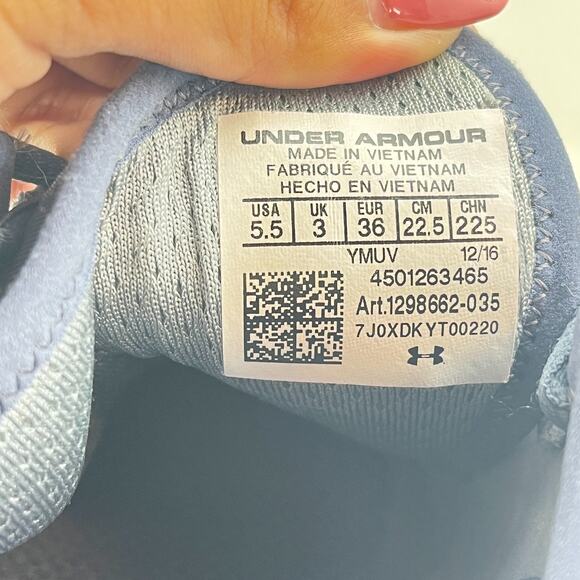 UNDER ARMOUR
MADE IN VIETNAM
FABRIQUÉ AU VIETNAM
HECHO EN VIETNAM
USA UK EUR CM CHN
5.5 3 36 22.5 225
YMUV 12/16
4501263465
Art.1298662-035
7J0XDKYT00220